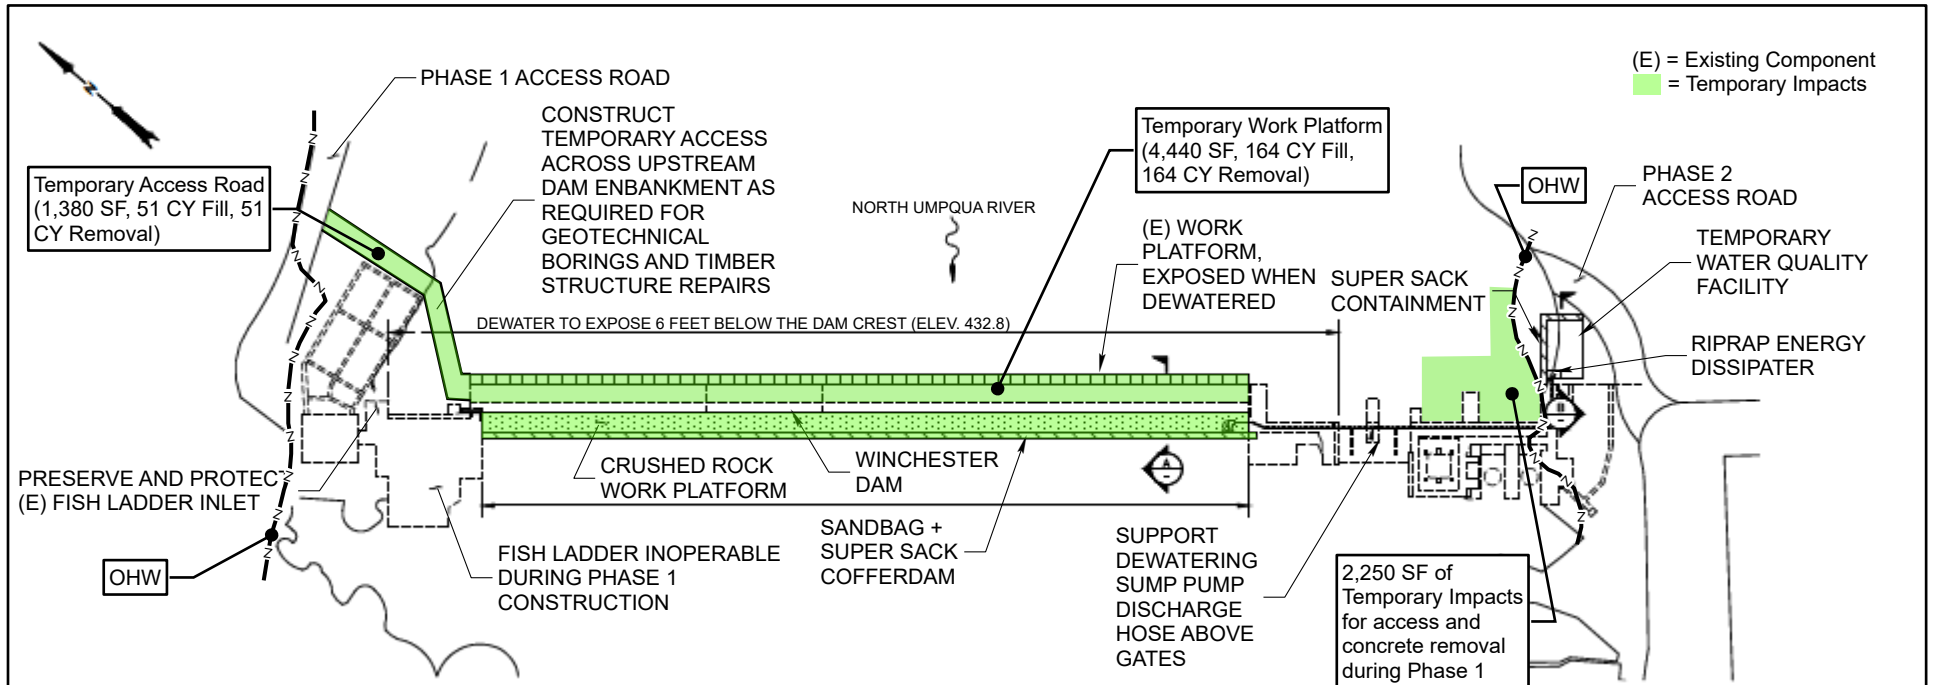 (E) = Existing Component
= Temporary Impacts
PHASE 1 ACCESS ROAD
CONSTRUCT
TEMPORARY ACCESS
ACROSS UPSTREAM
DAM ENBANKMENT AS
REQUIRED FOR
GEOTECHNICAL
BORINGS AND TIMBER
STRUCTURE REPAIRS
Temporary Work Platform
(4,440 SF, 164 CY Fill,
164 CY Removal)
Temporary Access Road
(1,380 SF, 51 CY Fill, 51
CY Removal)
NORTH UMPQUA RIVER
(E) WORK
PLATFORM,
EXPOSED WHEN
DEWATERED
OHW
PHASE 2
ACCESS ROAD
SUPER SACK
CONTAINMENT
TEMPORARY
WATER QUALITY
FACILITY
RIPRAP ENERGY
DISSIPATER
DEWATER TO EXPOSE 6 FEET BELOW THE DAM CREST (ELEV. 432.8)
PRESERVE AND PROTEC
(E) FISH LADDER INLET
CRUSHED ROCK
WORK PLATFORM
WINCHESTER
DAM
A
B
OHW
FISH LADDER INOPERABLE
DURING PHASE 1
CONSTRUCTION
SANDBAG +
SUPER SACK
COFFERDAM
SUPPORT
DEWATERING
SUMP PUMP
DISCHARGE
HOSE ABOVE
GATES
2,250 SF of
Temporary Impacts
for access and
concrete removal
during Phase 1